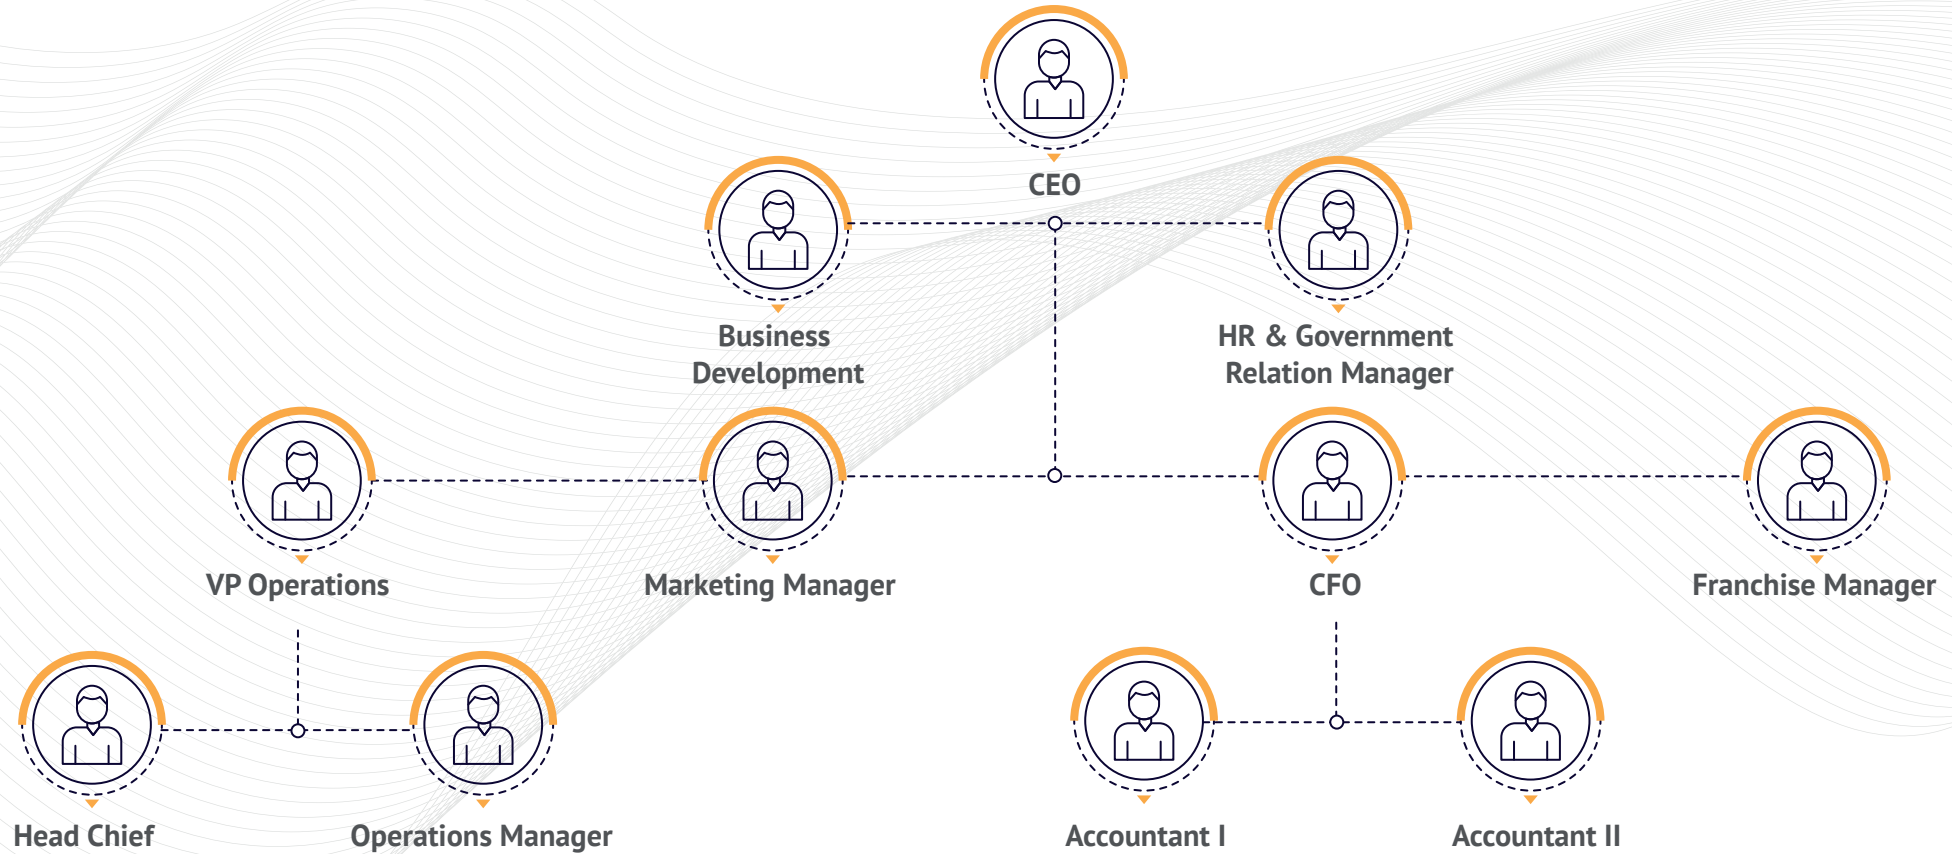 CEO
Business
Development
HR & Government
Relation Manager
VP Operations
Marketing Manager
CFO
Franchise Manager
Head Chief
Operations Manager
Accountant I
Accountant II